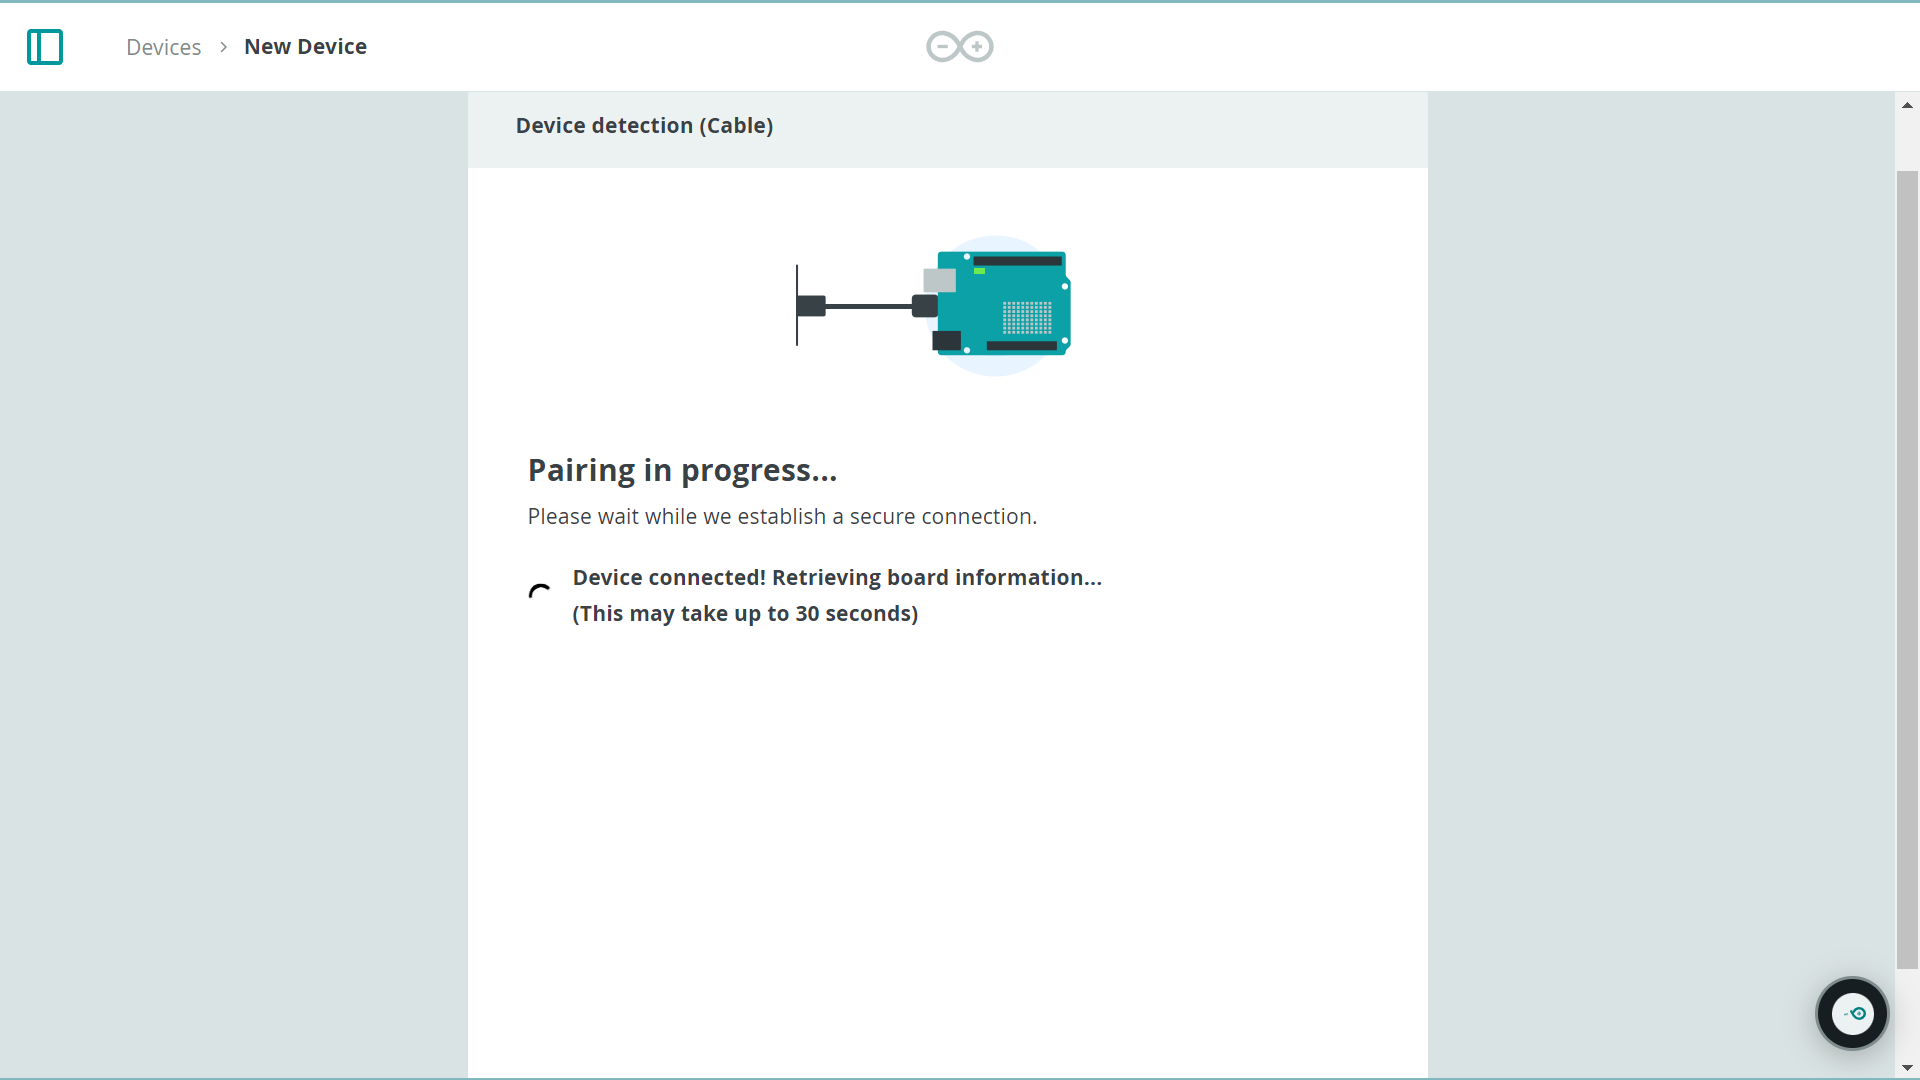 Devices > New Device
Device detection (Cable)
Pairing in progress...
Please wait while we establish a secure connection.
Device connected! Retrieving board information...
(This may take up to 30 seconds)